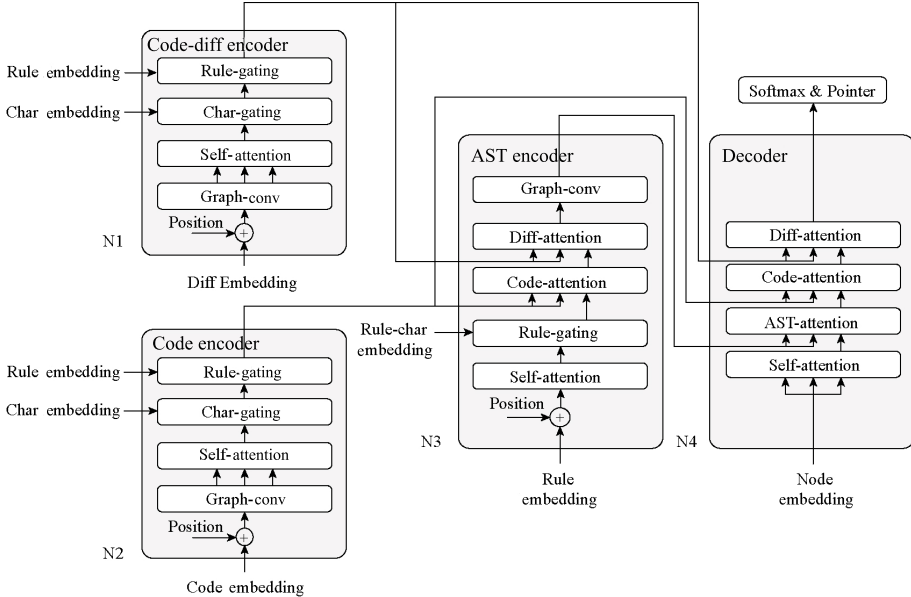 Code-diff encoder
Rule embedding
Rule-gating
Char embedding
Char-gating
Self-attention
Graph-conv
Position
+
N1
Diff Embedding
Code encoder
Rule embedding
Rule-gating
Char embedding
Char-gating
Self-attention
Graph-conv
Position
+
N2
Code embedding
AST encoder
Graph-conv
Diff-attention
Code-attention
Rule-char
embedding
Rule-gating
Self-attention
Position
+
N3
Rule
embedding
Softmax & Pointer
Decoder
Diff-attention
Code-attention
AST-attention
Self-attention
N4
Node
embedding